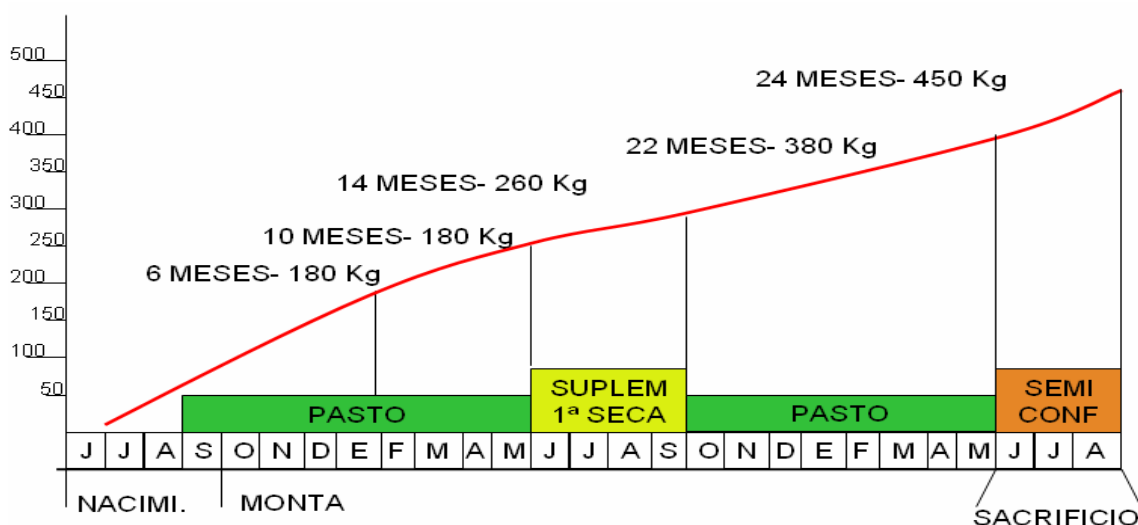 500
450
400
350
300
250
200
150
100
50
24 MESES- 450 Kg
22 MESES- 380 Kg
14 MESES- 260 Kg
10 MESES- 180 Kg
6 MESES- 180 Kg
PASTO
SUPLEM
1ª SECA
PASTO
SEMI
CONF
J J A S O N D E F M A M J J A S O N D E F M A M J J A
NACIMI. MONTA SACRIFICIO